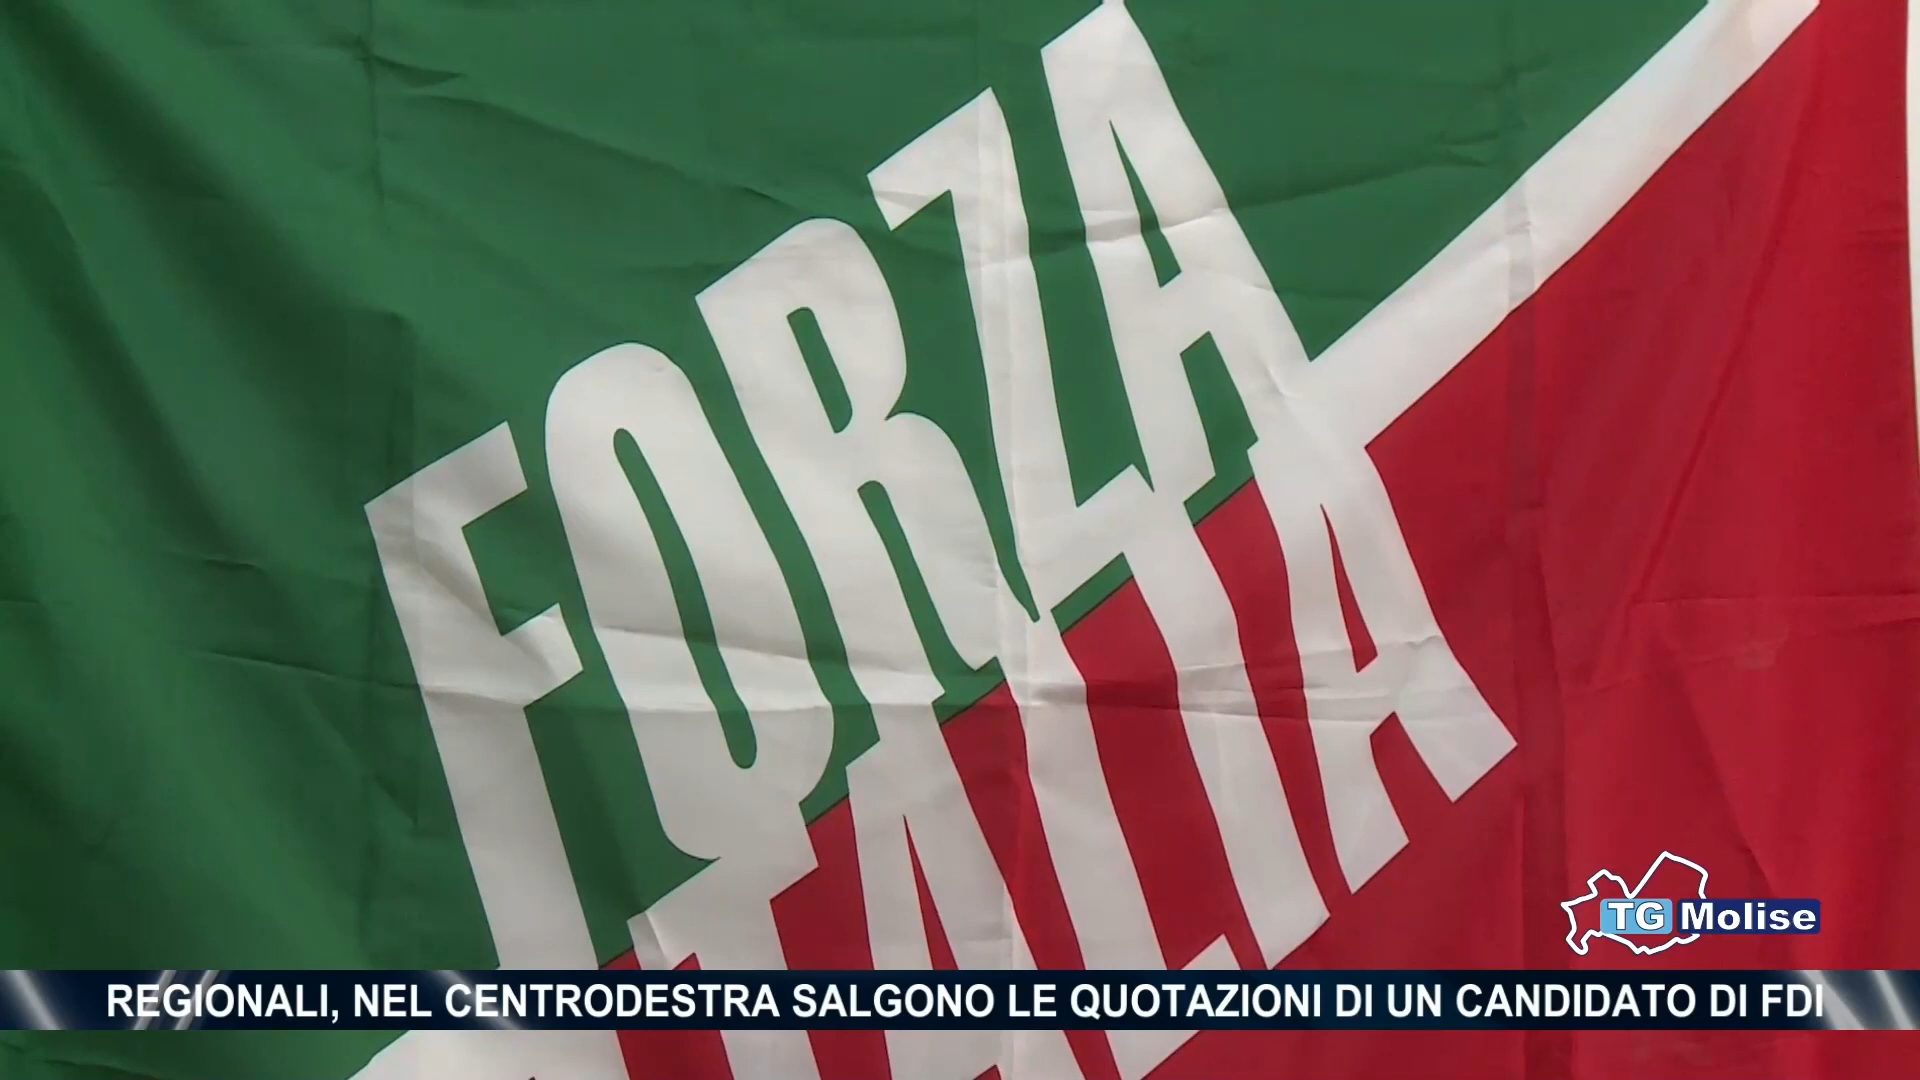 FORZA
ITALIA
TG Molise
REGIONALI, NEL CENTRODESTRA SALGONO LE QUOTAZIONI DI UN CANDIDATO DI FDI